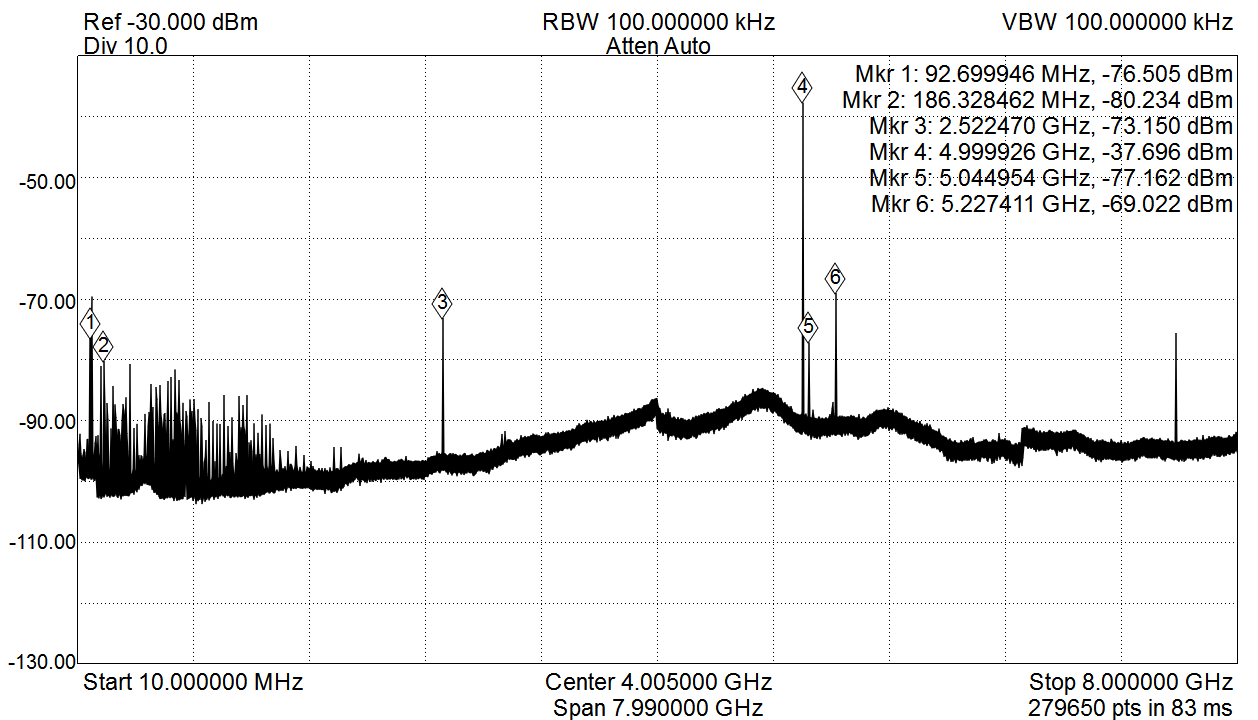 Ref -30.000 dBm RBW 100.000000 kHz VBW 100.000000 kHz
Div 10.0 Atten Auto
Mkr 1: 92.699946 MHz, -76.505 dBm
4
Mkr 2: 186.328462 MHz, -80.234 dBm
Mkr 3: 2.522470 GHz, -73.150 dBm
Mkr 4: 4.999926 GHz, -37.696 dBm
-50.00
Mkr 5: 5.044954 GHz, -77.162 dBm
Mkr 6: 5.227411 GHz, -69.022 dBm
6
-70.00
3
1
5
2
-90.00
-110.00
-130.00
Start 10.000000 MHz Center 4.005000 GHz Stop 8.000000 GHz
Span 7.990000 GHz 279650 pts in 83 ms